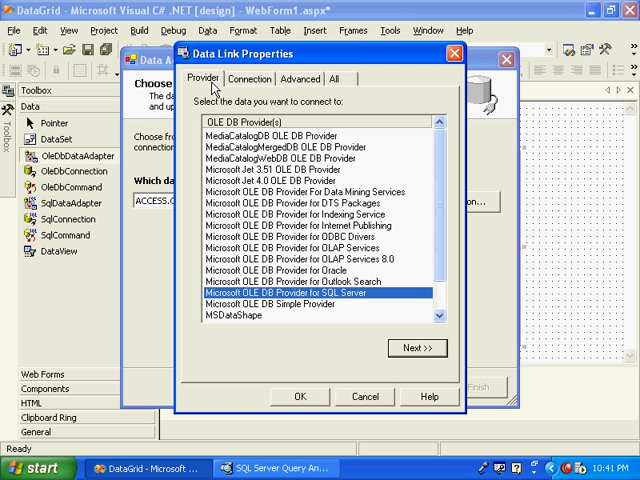 DataGrid - Microsoft Visual C# .NET [design] - WebForm1.aspx*
File Edit View Project Build Debug Data Format Table Insert Frames Tools Window Help
Toolbox
Toolbox
Data
Pointer
DataSet
OleDbDataAdapter
OleDbConnection
OleDbCommand
SqlDataAdapter
SqlConnection
SqlCommand
DataView
Web Forms
Components
HTML
Clipboard Ring
General
Data A
Choose
The da
and up
Choose fro
connection
Which da
ACCESS.
on...
Finish
Data Link Properties
Provider Connection Advanced All
Select the data you want to connect to:
OLE DB Provider(s)
MediaCatalogDB OLE DB Provider
MediaCatalogMergedDB OLE DB Provider
MediaCatalogWebDB OLE DB Provider
Microsoft Jet 3.51 OLE DB Provider
Microsoft Jet 4.0 OLE DB Provider
Microsoft OLE DB Provider For Data Mining Services
Microsoft OLE DB Provider for DTS Packages
Microsoft OLE DB Provider for Indexing Service
Microsoft OLE DB Provider for Internet Publishing
Microsoft OLE DB Provider for ODBC Drivers
Microsoft OLE DB Provider for OLAP Services
Microsoft OLE DB Provider for OLAP Services 8.0
Microsoft OLE DB Provider for Oracle
Microsoft OLE DB Provider for Outlook Search
Microsoft OLE DB Provider for SQL Server
Microsoft OLE DB Simple Provider
MSDataShape
Next >>
OK Cancel Help
Ready
start DataGrid - Microsoft ... SQL Server Query An... 10:41 PM